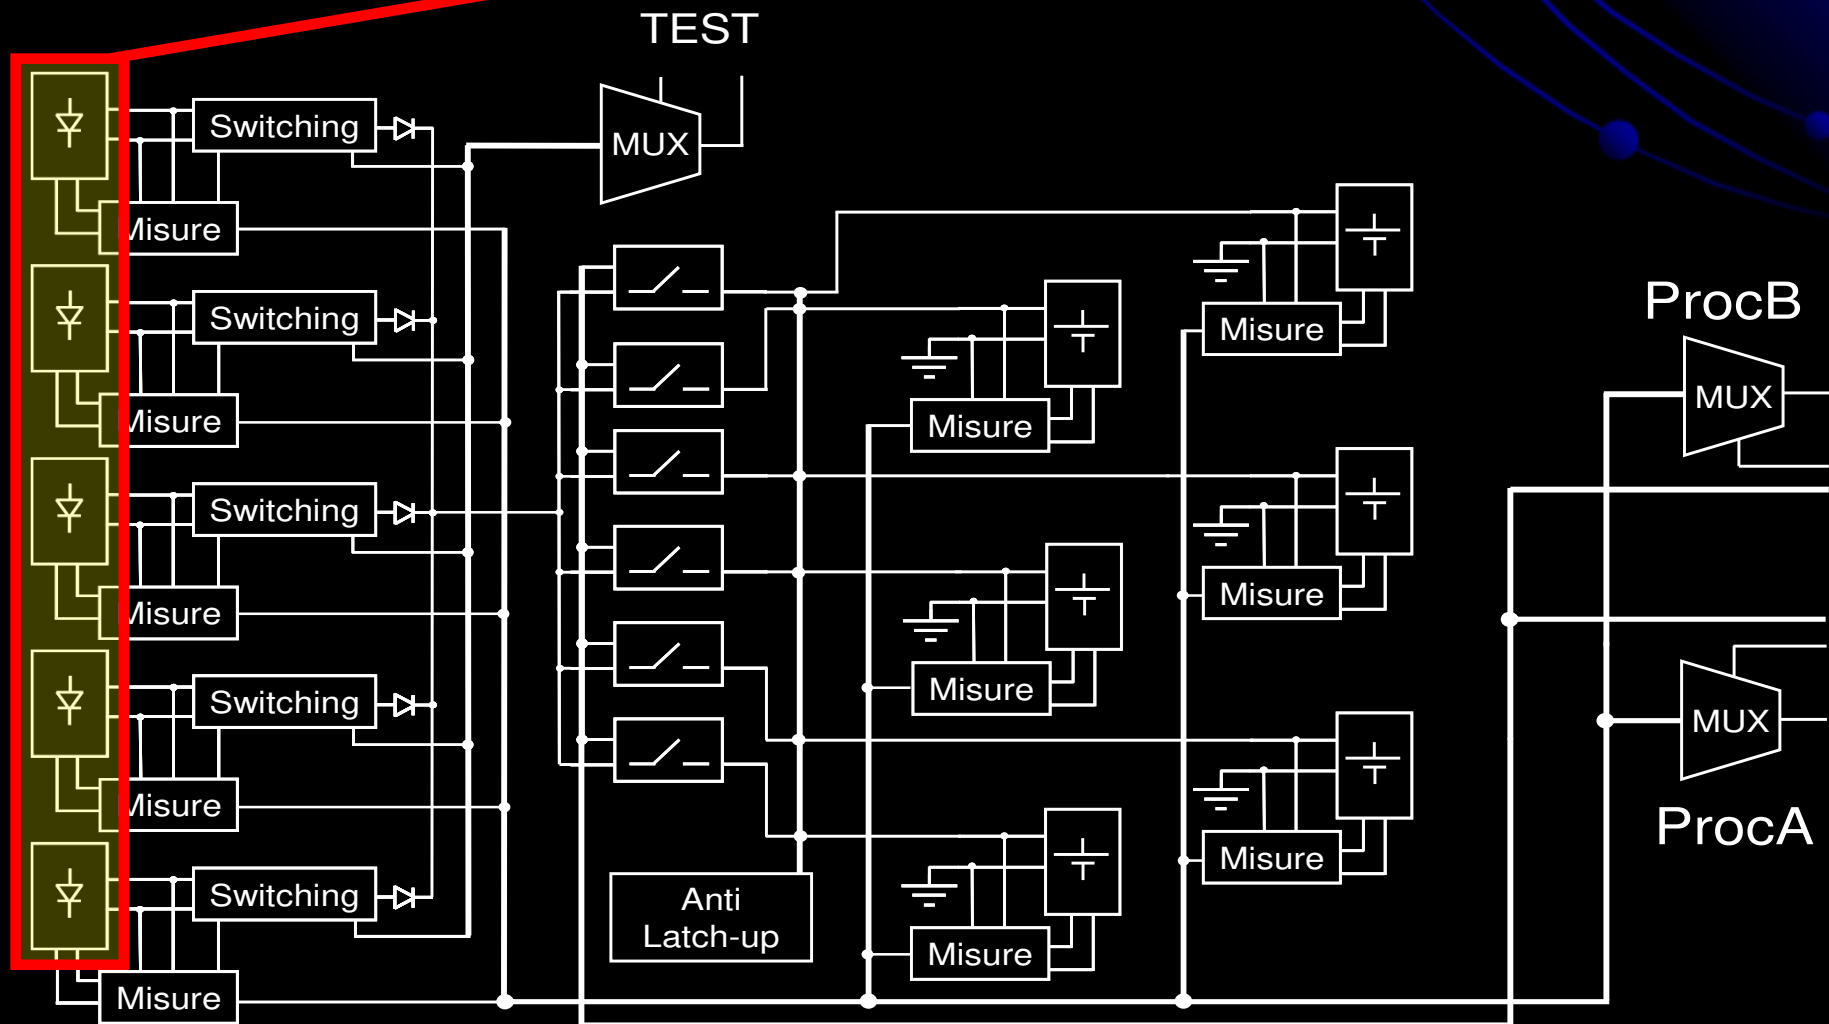 TEST
Switching
MUX
Misure
Switching
Misure
ProcB
Misure
MUX
Misure
Switching
Misure
Misure
Misure
Switching
MUX
Misure
ProcA
Misure
Switching
Anti
Latch-up
Misure
Misure